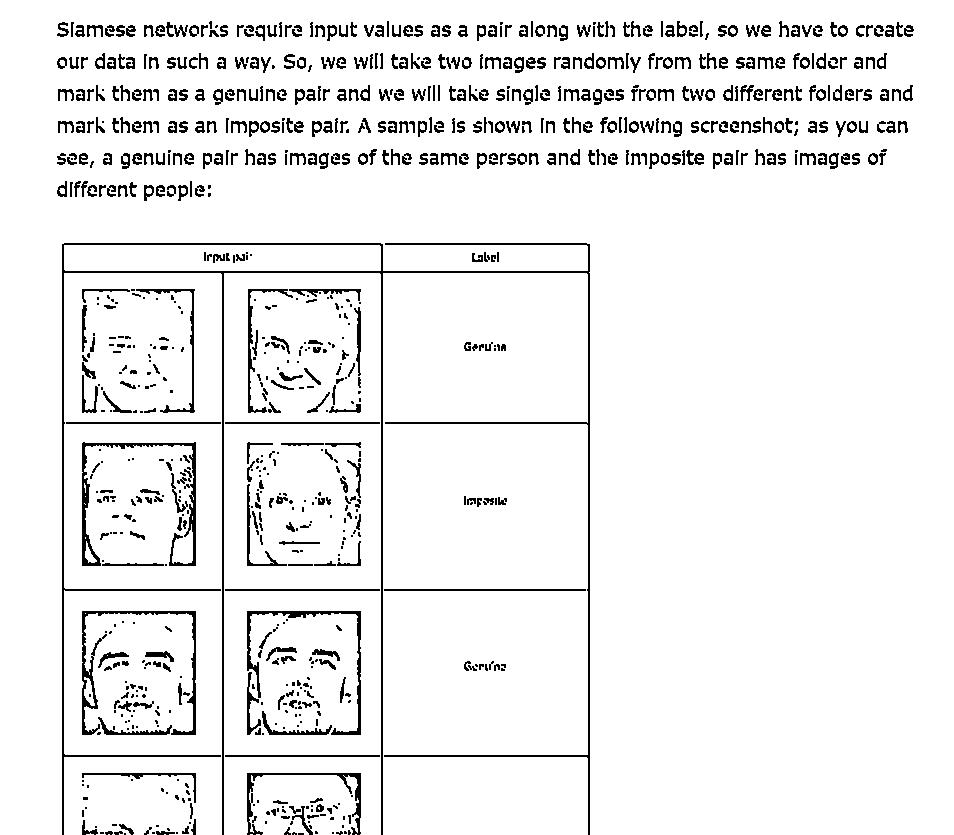 Siamese networks require input values as a pair along with the label, so we have to create
our data in such a way. So, we will take two images randomly from the same folder and
mark them as a genuine pair and we will take single images from two different folders and
mark them as an imposite pair. A sample is shown in the following screenshot; as you can
see, a genuine pair has images of the same person and the imposite pair has images of
different people:
Input pair Label
Genuine
Imposite
Genuine